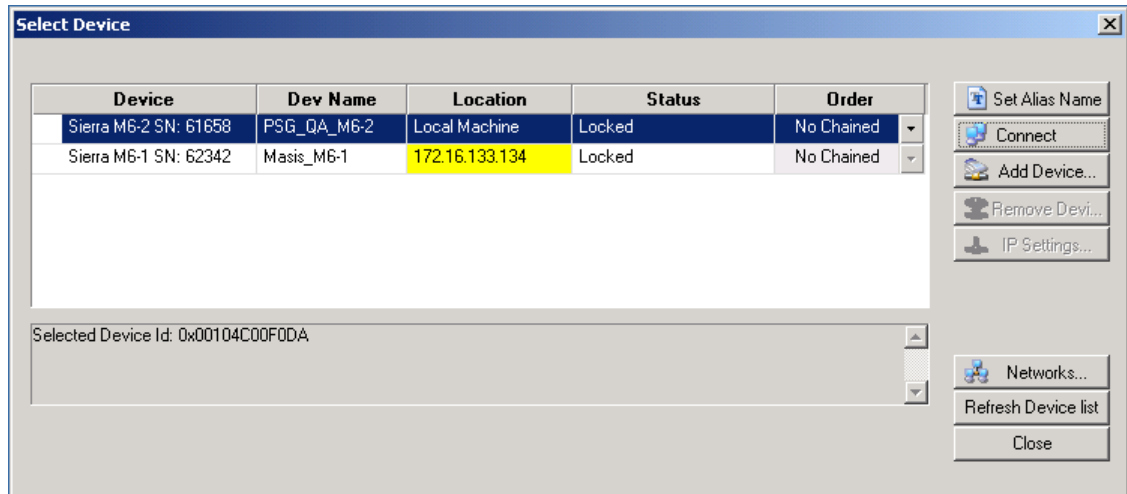 Select Device
Device Dev Name Location Status Order
Sierra M6-2 SN: 61658 PSG_QA_M6-2 Local Machine Locked No Chained
Sierra M6-1 SN: 62342 Masis_M6-1 172.16.133.134 Locked No Chained
Set Alias Name
Connect
Add Device...
Remove Devi...
IP Settings...
Selected Device Id: 0x00104C00F0DA
Networks...
Refresh Device list
Close